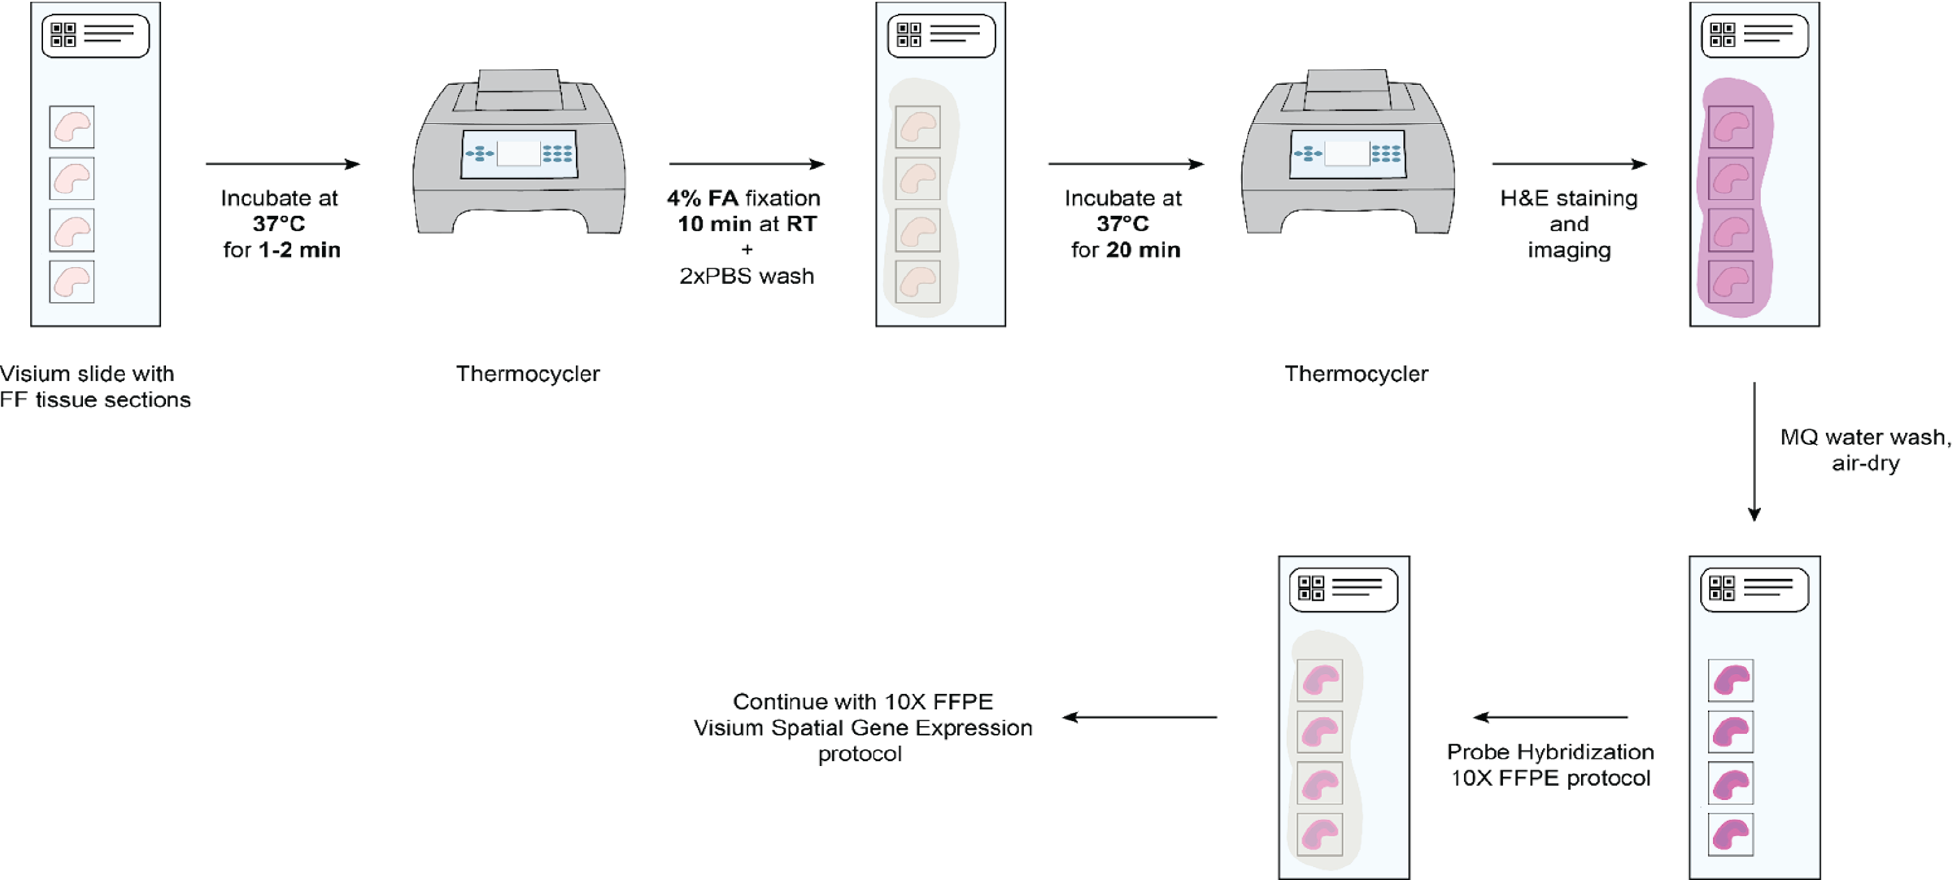 Incubate at
37°C
for 1-2 min
4% FA fixation
10 min at RT
+
2xPBS wash
Incubate at
37°C
for 20 min
H&E staining
and
imaging
Visium slide with
FF tissue sections
Thermocycler
Thermocycler
MQ water wash,
air-dry
Probe Hybridization
10X FFPE protocol
Continue with 10X FFPE
Visium Spatial Gene Expression
protocol